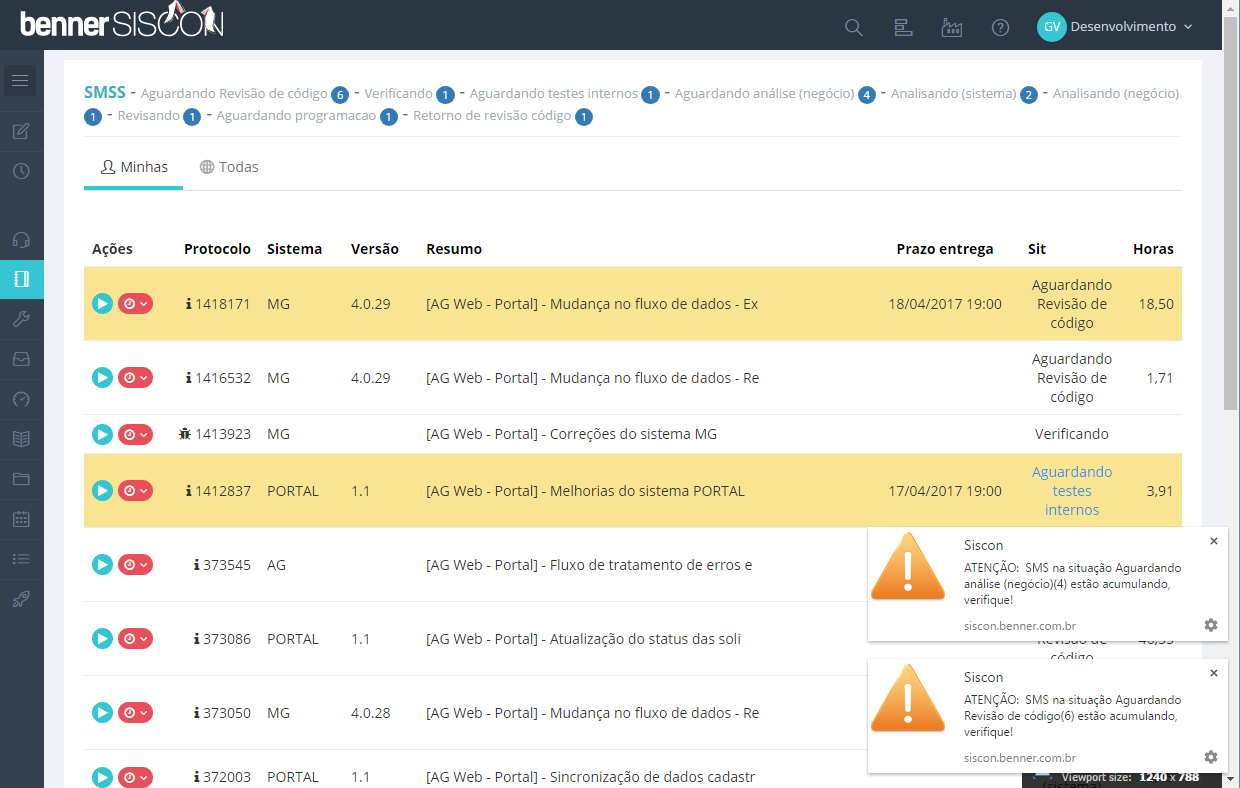 benner SISCON
GV Desenvolvimento
SMSS - Aguardando Revisão de código 6 - Verificando 1 - Aguardando testes internos 1 - Aguardando análise (negócio) 4 - Analisando (sistema) 2 - Analisando (negócio)
1 - Revisando 1 - Aguardando programacao 1 - Retorno de revisão código 1
Minhas Todas
Ações Protocolo Sistema Versão Resumo Prazo entrega Sit Horas
1418171 MG 4.0.29 [AG Web - Portal] - Mudança no fluxo de dados - Ex 18/04/2017 19:00 Aguardando
Revisão de
código 18,50
1416532 MG 4.0.29 [AG Web - Portal] - Mudança no fluxo de dados - Re Aguardando
Revisão de
código 1,71
1413923 MG [AG Web - Portal] - Correções do sistema MG Verificando
1412837 PORTAL 1.1 [AG Web - Portal] - Melhorias do sistema PORTAL 17/04/2017 19:00 Aguardando
testes
internos 3,91
373545 AG [AG Web - Portal] - Fluxo de tratamento de erros e
373086 PORTAL 1.1 [AG Web - Portal] - Atualização do status das soli
código
373050 MG 4.0.28 [AG Web - Portal] - Mudança no fluxo de dados - Re
372003 PORTAL 1.1 [AG Web - Portal] - Sincronização de dados cadastr
Siscon
ATENÇÃO: SMS na situação Aguardando
análise (negócio)(4) estão acumulando,
verifique!
siscon.benner.com.br
Siscon
ATENÇÃO: SMS na situação Aguardando
Revisão de código(6) estão acumulando,
verifique!
siscon.benner.com.br
Viewport size: 1240 x 788